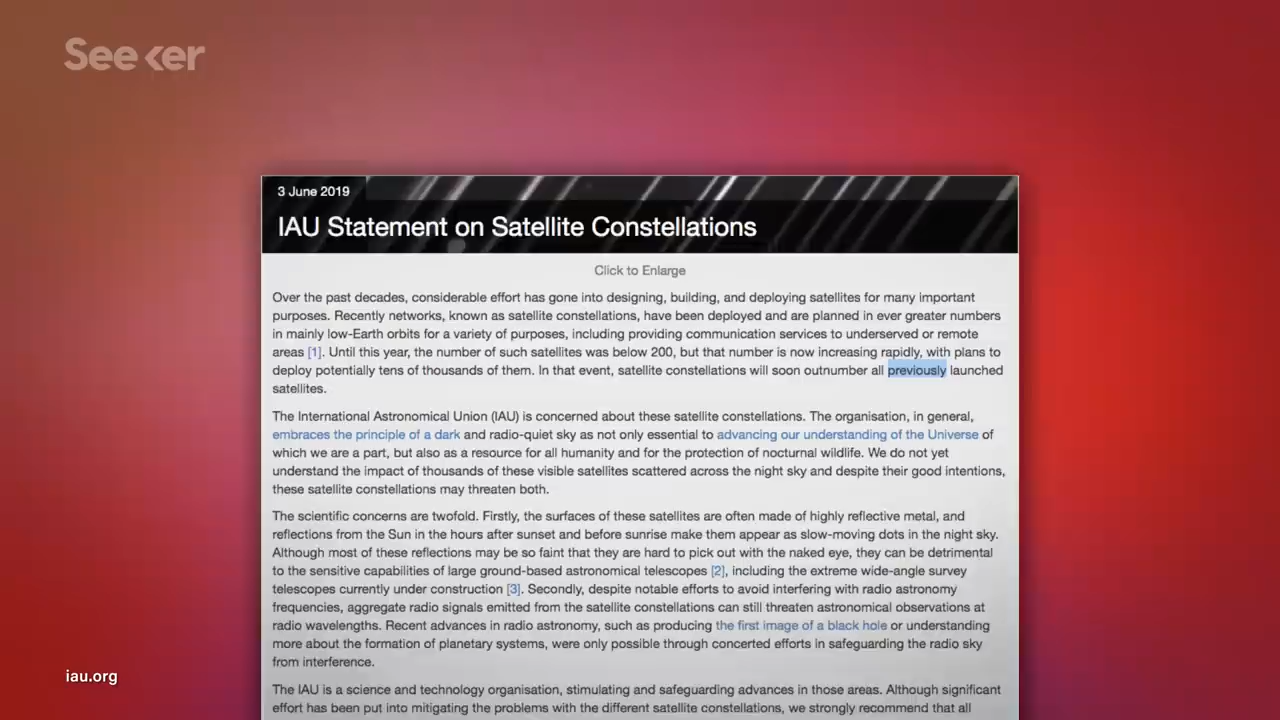 Seeker
3 June 2019
IAU Statement on Satellite Constellations
Click to Enlarge
Over the past decades, considerable effort has gone into designing, building, and deploying satellites for many important
purposes. Recently networks, known as satellite constellations, have been deployed and are planned in ever greater numbers
in mainly low-Earth orbits for a variety of purposes, including providing communication services to underserved or remote
areas [1]. Until this year, the number of such satellites was below 200, but that number is now increasing rapidly, with plans to
deploy potentially tens of thousands of them. In that event, satellite constellations will soon outnumber all previously launched
satellites.
The International Astronomical Union (IAU) is concerned about these satellite constellations. The organisation, in general,
embraces the principle of a dark and radio-quiet sky as not only essential to advancing our understanding of the Universe of
which we are a part, but also as a resource for all humanity and for the protection of nocturnal wildlife. We do not yet
understand the impact of thousands of these visible satellites scattered across the night sky and despite their good intentions,
these satellite constellations may threaten both.
The scientific concerns are twofold. Firstly, the surfaces of these satellites are often made of highly reflective metal, and
reflections from the Sun in the hours after sunset and before sunrise make them appear as slow-moving dots in the night sky.
Although most of these reflections may be so faint that they are hard to pick out with the naked eye, they can be detrimental
to the sensitive capabilities of large ground-based astronomical telescopes [2], including the extreme wide-angle survey
telescopes currently under construction [3]. Secondly, despite notable efforts to avoid interfering with radio astronomy
frequencies, aggregate radio signals emitted from the satellite constellations can still threaten astronomical observations at
radio wavelengths. Recent advances in radio astronomy, such as producing the first image of a black hole or understanding
more about the formation of planetary systems, were only possible through concerted efforts in safeguarding the radio sky
from interference.
The IAU is a science and technology organisation, stimulating and safeguarding advances in those areas. Although significant
effort has been put into mitigating the problems with the different satellite constellations, we strongly recommend that all
iau.org